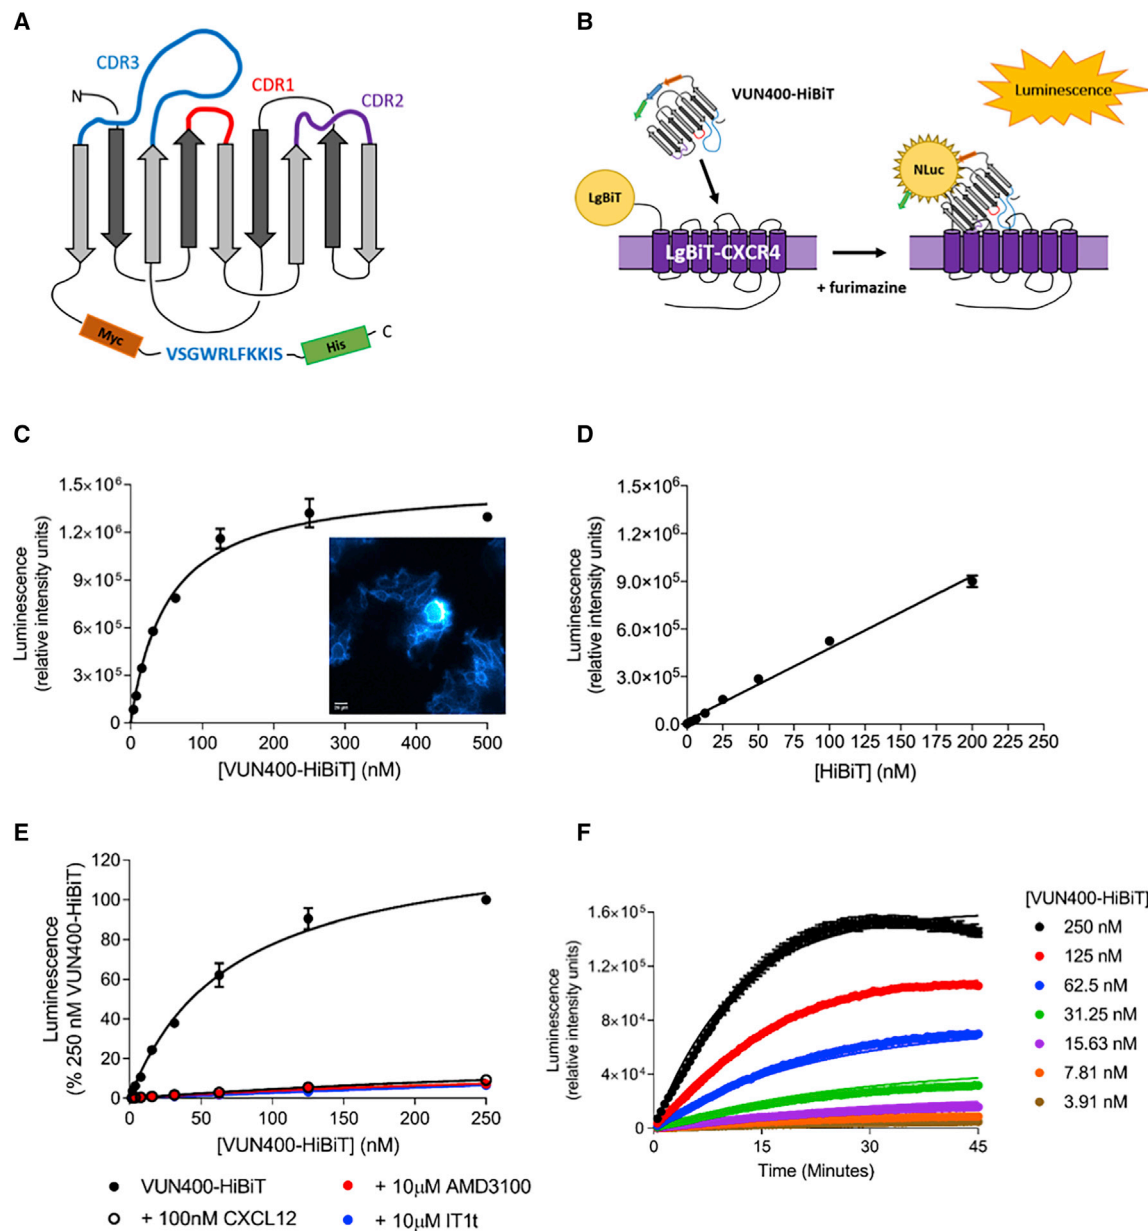 A
CDR3
CDR1
CDR2
N
Myc
VSGWRLFKKIS
His
C
B
VUN400-HiBiT
Luminescence
LgBiT
NLuc
LgBiT-CXCR4
+ furimazine
C
1.5×10⁶
1.2×10⁶
9×10⁵
6×10⁵
3×10⁵
0
Luminescence
(relative intensity units)
0 100 200 300 400 500
[VUN400-HiBiT] (nM)
D
1.5×10⁶
1.2×10⁶
9.0×10⁵
6.0×10⁵
3.0×10⁵
0.0
Luminescence
(relative intensity units)
0 25 50 75 100 125 150 175 200 225 250
[HiBiT] (nM)
E
120
100
80
60
40
20
0
Luminescence
(% 250 nM VUN400-HiBiT)
0 50 100 150 200 250
[VUN400-HiBiT] (nM)
VUN400-HiBiT
+ 10µM AMD3100
+ 100nM CXCL12
+ 10µM IT1t
F
1.6×10⁵
1.2×10⁵
8×10⁴
4×10⁴
0
Luminescence
(relative intensity units)
0 15 30 45
Time (Minutes)
[VUN400-HiBiT]
250 nM
125 nM
62.5 nM
31.25 nM
15.63 nM
7.81 nM
3.91 nM